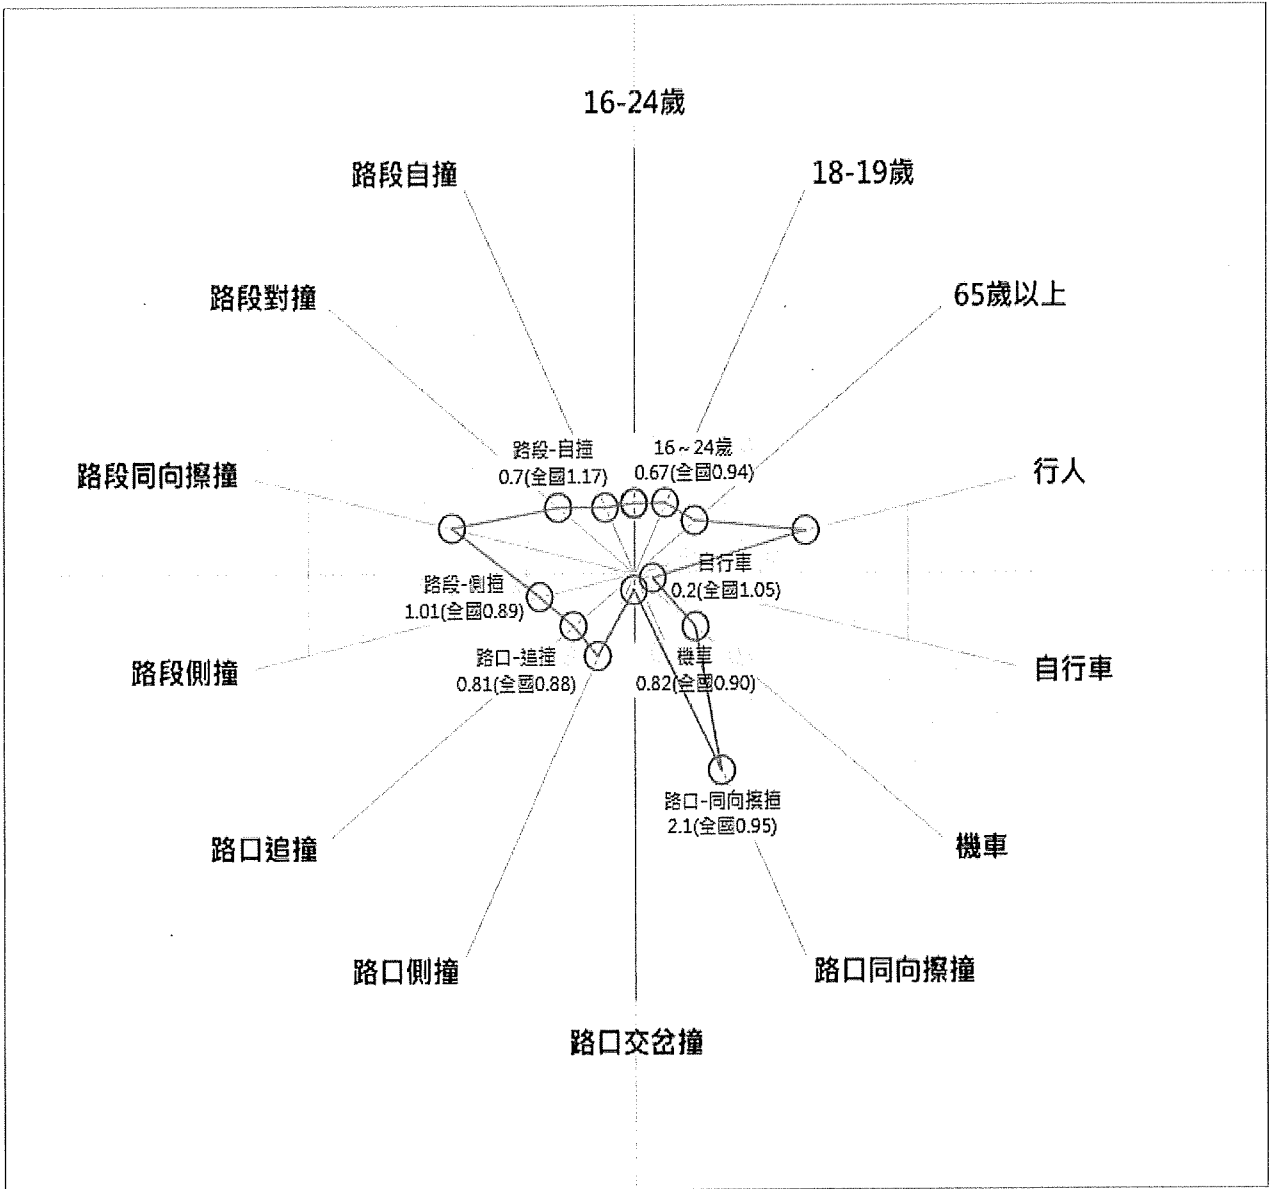 16-24歲
路段自撞
18-19歲
路段對撞
65歲以上
路段-自撞
0.7(全國1.17)
16~24歲
0.67(全國0.94)
路段同向擦撞
行人
自行車
0.2(全國1.05)
路段-側撞
1.01(全國0.89)
路段側撞
路口-追撞
0.81(全國0.88)
機車
0.82(全國0.90)
自行車
路口-同向擦撞
2.1(全國0.95)
路口追撞
機車
路口側撞
路口同向擦撞
路口交岔撞